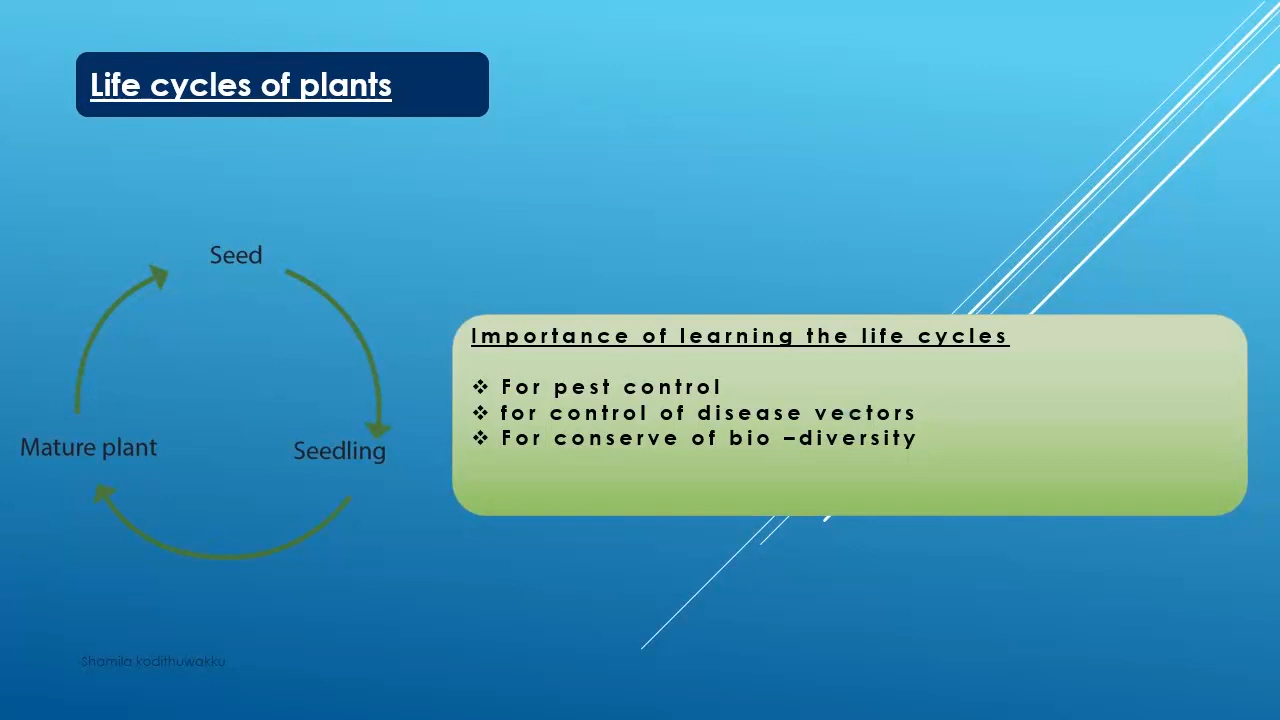 Life cycles of plants
Seed
Mature plant
Seedling
Importance of learning the life cycles
❖ For pest control
❖ for control of disease vectors
❖ For conserve of bio –diversity
Shamila kodithuwakku